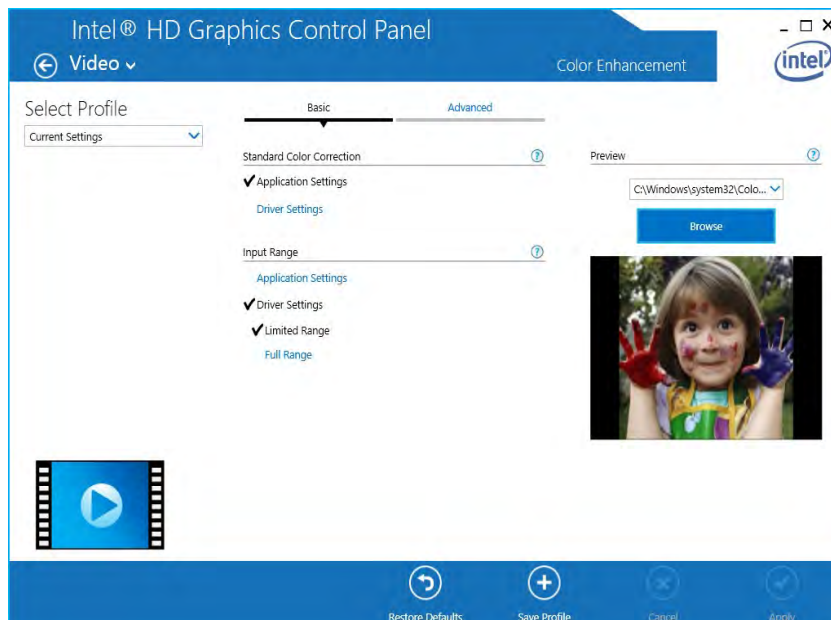 Intel® HD Graphics Control Panel
Video
Color Enhancement
intel
Select Profile
Current Settings
Basic
Advanced
Standard Color Correction
Application Settings
Driver Settings
Input Range
Application Settings
Driver Settings
Limited Range
Full Range
Preview
C:\Windows\system32\Colo...
Browse
Restore Defaults
Save Profile
Cancel
Apply